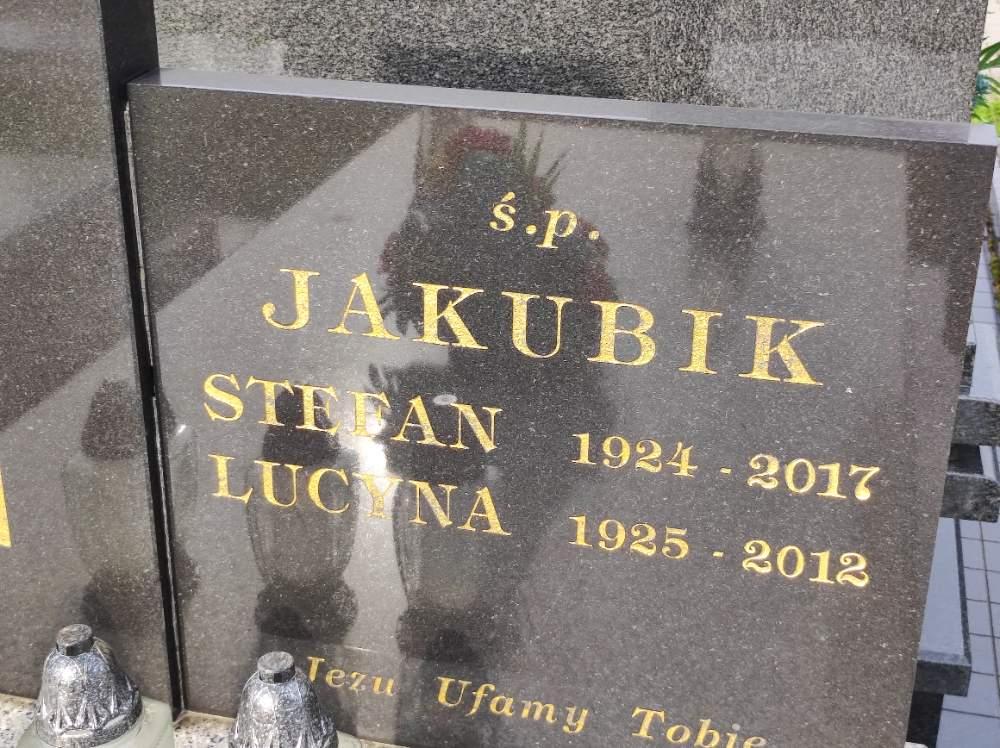 ś.p.
JAKUBIK
STEFAN 1924 - 2017
LUCYNA 1925 - 2012
Jezu Ufamy Tobie